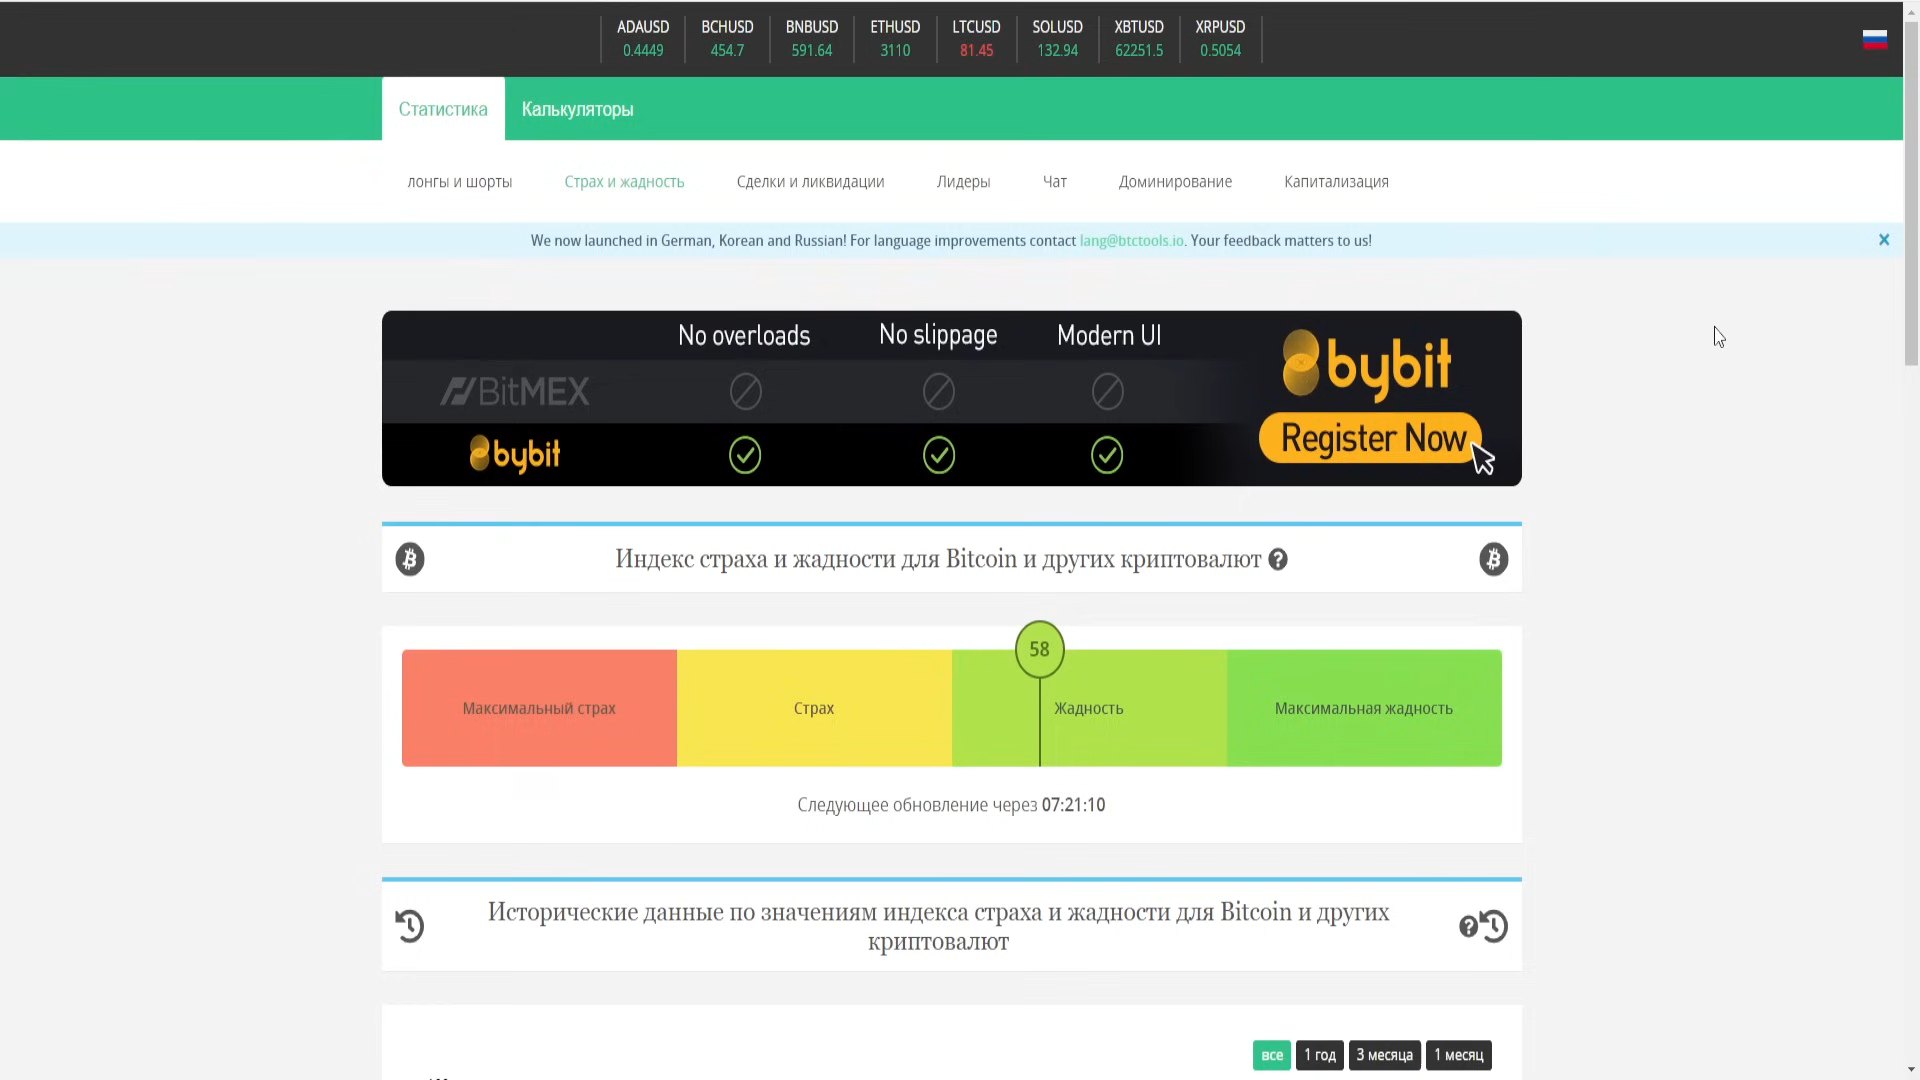 ADAUSD BCHUSD BNBUSD ETHUSD LTCUSD SOLUSD XBTUSD XRPUSD
0.4449 454.7 591.64 3110 81.45 132.94 62251.5 0.5054
Статистика Калькуляторы
лонги и шорты Страх и жадность Сделки и ликвидации Лидеры Чат Доминирование Капитализация
We now launched in German, Korean and Russian! For language improvements contact lang@btctools.io. Your feedback matters to us!
No overloads No slippage Modern UI
bybit
BitMEX
Register Now
bybit
Индекс страха и жадности для Bitcoin и других криптовалют
58
Максимальный страх Страх Жадность Максимальная жадность
Следующее обновление через 07:21:10
Исторические данные по значениям индекса страха и жадности для Bitcoin и других
криптовалют
все 1 год 3 месяца 1 месяц